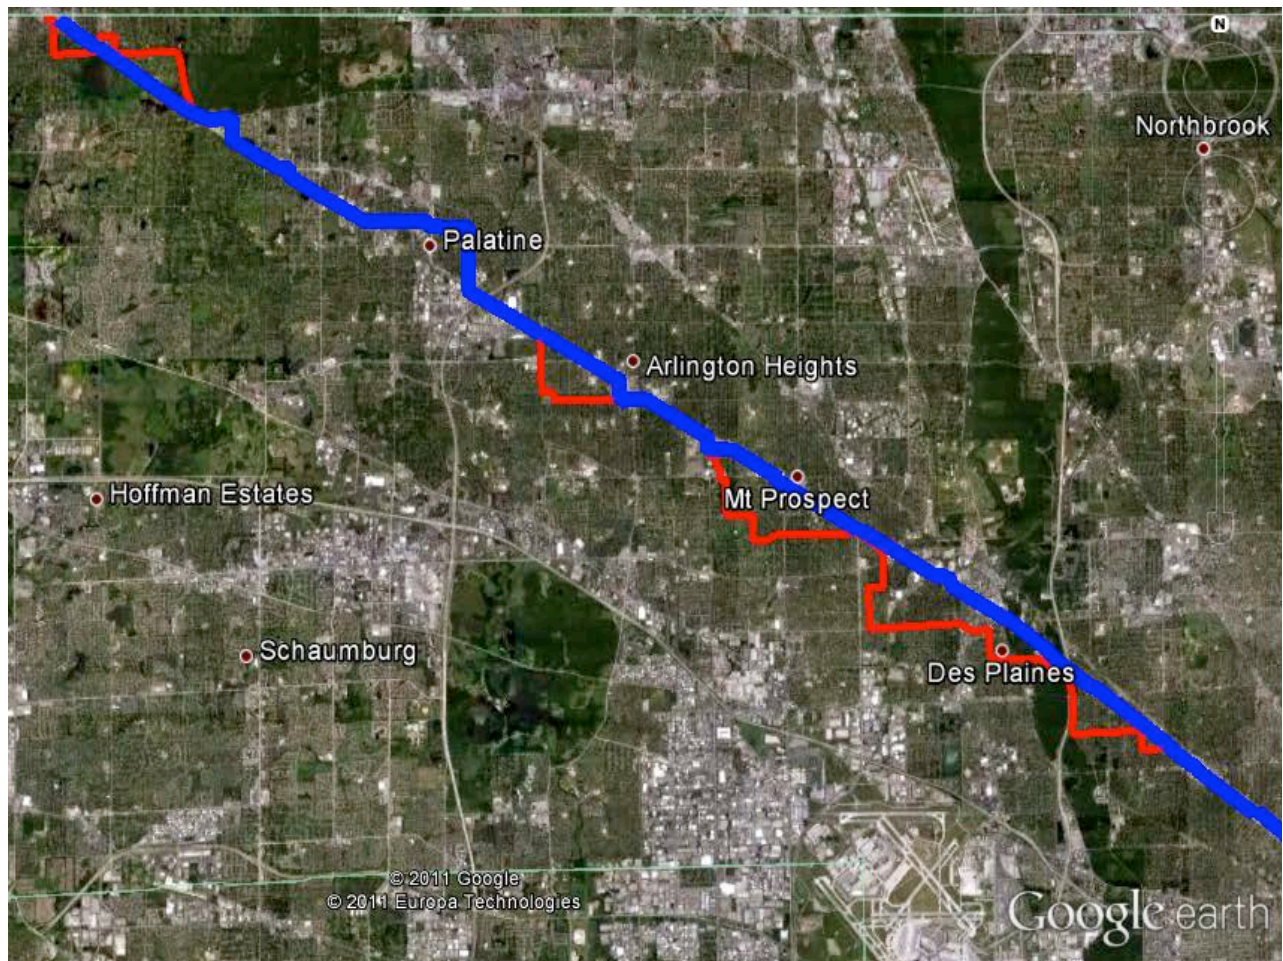 N
Northbrook
Palatine
Arlington Heights
Mt Prospect
Hoffman Estates
Schaumburg
Des Plaines
© 2011 Google
© 2011 Europa Technologies
Google earth